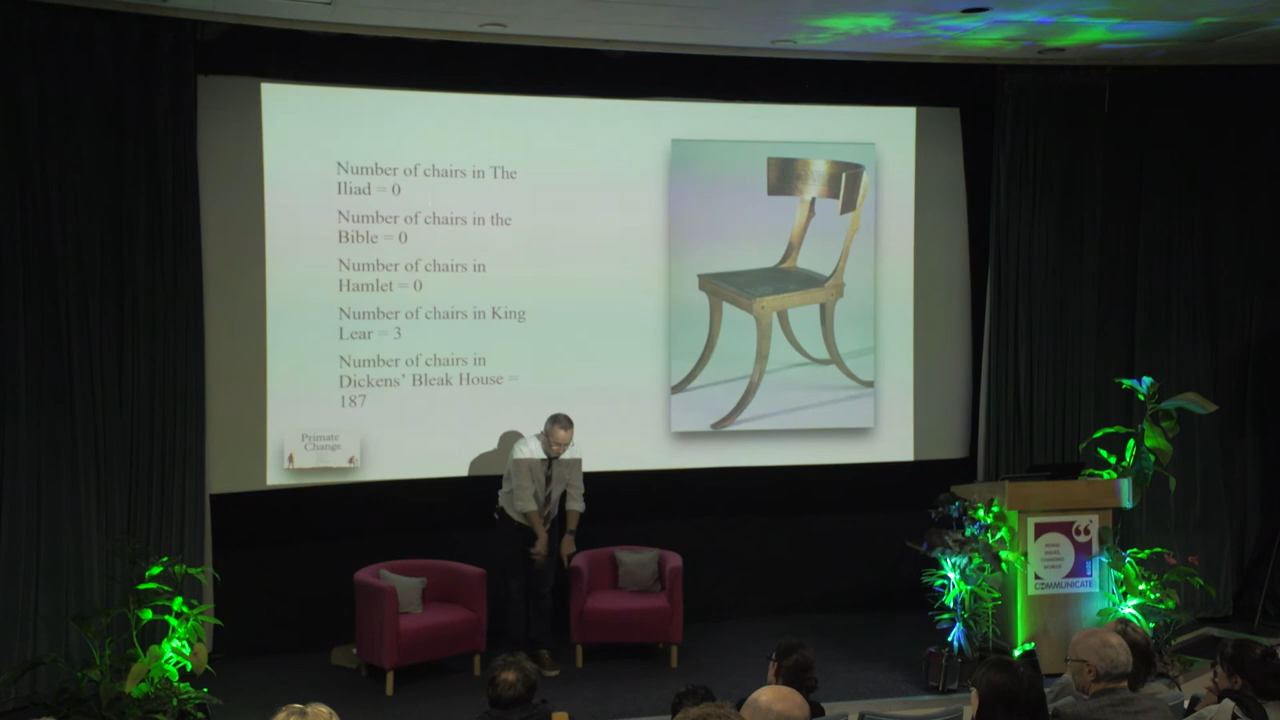 Number of chairs in The
Iliad = 0
Number of chairs in the
Bible = 0
Number of chairs in
Hamlet = 0
Number of chairs in King
Lear = 3
Number of chairs in
Dickens' Bleak House =
187
Primate
Change
COMMUNICATE